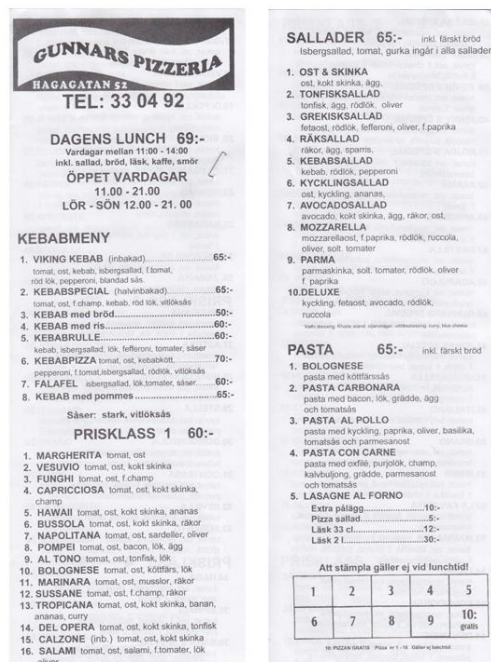 GUNNARS PIZZERIA
HAGAGATAN 52
TEL: 33 04 92
DAGENS LUNCH 69:-
Vardagar mellan 11:00 - 14:00
inkl. sallad, bröd, läsk, kaffe, smör
ÖPPET VARDAGAR
11.00 - 21.00
LÖR - SÖN 12.00 - 21. 00
KEBABMENY
1. VIKING KEBAB (inbakad)..................65:-
tomat, ost, kebab, isbergsallad, f.tomat,
röd lök, pepperoni, blandad sås.
2. KEBABSPECIAL (halvinbakad)..........65:-
tomat, ost, f.champ. kebab, röd lök, vitlöksås
3. KEBAB med bröd............................50:-
4. KEBAB med ris...............................60:-
5. KEBABRULLE.................................60:-
kebab, isbergsallad, lök, fefferoni, tomater, såser
6. KEBABPIZZA tomat, ost, kebabkött..........70:-
pepperoni, f.tomat,isbergsallad, rödlök, vitlöksås
7. FALAFEL isbergsallad, lök,tomater, såser.....60:-
8. KEBAB med pommes........................65:-
Såser: stark, vitlöksås
PRISKLASS 1 60:-
1. MARGHERITA tomat, ost
2. VESUVIO tomat, ost, kokt skinka
3. FUNGHI tomat, ost, f.champ
4. CAPRICCIOSA tomat, ost, kokt skinka,
champ
5. HAWAII tomat, ost, kokt skinka, ananas
6. BUSSOLA tomat, ost, kokt skinka, räkor
7. NAPOLITANA tomat, ost, sardeller, oliver
8. POMPEI tomat, ost, bacon, lök, ägg
9. AL TONO tomat, ost, tonfisk, lök
10. BOLOGNESE tomat, ost, köttfärs, lök
11. MARINARA tomat, ost, musslor, räkor
12. SUSSANE tomat, ost, f.champ, räkor
13. TROPICANA tomat, ost, kokt skinka, banan,
ananas, curry
14. DEL OPERA tomat, ost, kokt skinka, tonfisk
15. CALZONE (inb.) tomat, ost, kokt skinka
16. SALAMI tomat, ost, salami, f.tomater, lök
oliver
SALLADER 65:- inkl. färskt bröd
Isbergsallad, tomat, gurka ingår i alla sallader
1. OST & SKINKA
ost, kokt skinka, ägg,
2. TONFISKSALLAD
tonfisk, ägg, rödlök, oliver
3. GREKISKSALLAD
fetaost, rödlök, fefferoni, oliver, f.paprika
4. RÄKSALLAD
räkor, ägg, sparris,
5. KEBABSALLAD
kebab, rödlök, pepperoni
6. KYCKLINGSALLAD
ost, kyckling, ananas,
7. AVOCADOSALLAD
avocado, kokt skinka, ägg, räkor, ost,
8. MOZZARELLA
mozzarellaost, f.paprika, rödlök, ruccola,
oliver, solt. tomater
9. PARMA
parmaskinka, solt. tomater, rödlök, oliver
f. paprika
10.DELUXE
kyckling. fetaost, avocado, rödlök,
ruccola
PASTA 65:- inkl. färskt bröd
1. BOLOGNESE
pasta med köttfärssås
2. PASTA CARBONARA
pasta med bacon, lök, grädde, ägg
och tomatsås
3. PASTA AL POLLO
pasta med kyckling, paprika, oliver, basilika,
tomatsås och parmesanost
4. PASTA CON CARNE
pasta med oxfilé, purjolök, champ,
kalvbuljong, grädde, parmesanost
och tomatsås
5. LASAGNE AL FORNO
Extra pålägg..................10:-
Pizza sallad.....................5:-
Läsk 33 cl.....................12:-
Läsk 2 l.........................30:-
Att stämpla gäller ej vid lunchtid!
1 2 3 4 5
6 7 8 9 10:
gratis
10: PIZZAN GRATIS Pizza nr 1 - 16 Gäller ej lunchtid